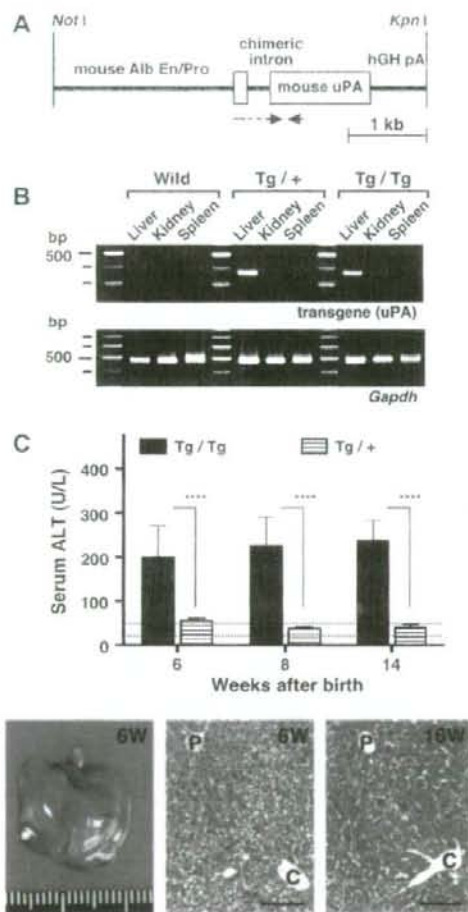 A
Not I
Kpn I
chimeric
intron
mouse Alb En/Pro
hGH pA
mouse uPA
1 kb
B
Wild
Tg / +
Tg / Tg
Liver Kidney Spleen Liver Kidney Spleen Liver Kidney Spleen
bp
500
transgene (uPA)
bp
500
Gapdh
C
Tg / Tg
Tg / +
400
300
200
100
0
Serum ALT (U/L)
**** **** ****
6 8 14
Weeks after birth
6W
P
6W
C
P
16W
C